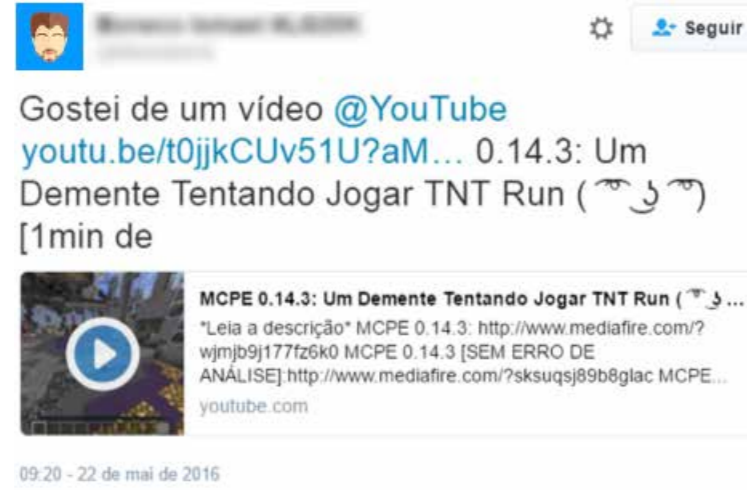 Seguir
Gostei de um vídeo @YouTube
youtu.be/t0jjkCUv51U?aM… 0.14.3: Um
Demente Tentando Jogar TNT Run ( ͡° ͜ʖ ͡°)
[1min de
MCPE 0.14.3: Um Demente Tentando Jogar TNT Run ( ͡° ͜ʖ ...
*Leia a descrição* MCPE 0.14.3: http://www.mediafire.com/?
wjmjb9j177fz6k0 MCPE 0.14.3 [SEM ERRO DE
ANÁLISE]:http://www.mediafire.com/?sksuqsj89b8glac MCPE...
youtube.com
09:20 - 22 de mai de 2016